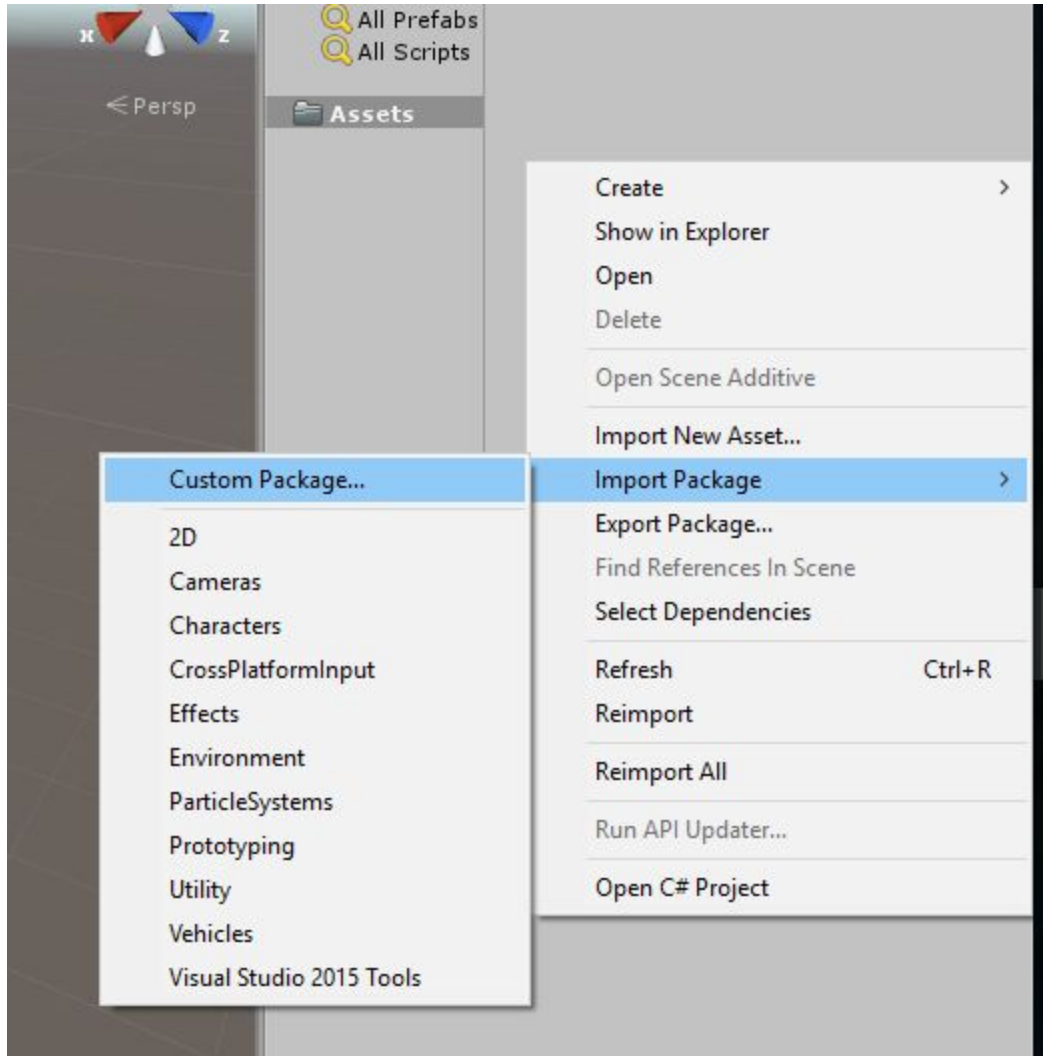 x z
All Prefabs
All Scripts
Persp
Assets
Create
Show in Explorer
Open
Delete
Open Scene Additive
Import New Asset...
Import Package
Export Package...
Find References In Scene
Select Dependencies
Refresh Ctrl+R
Reimport
Reimport All
Run API Updater...
Open C# Project
Custom Package...
2D
Cameras
Characters
CrossPlatformInput
Effects
Environment
ParticleSystems
Prototyping
Utility
Vehicles
Visual Studio 2015 Tools